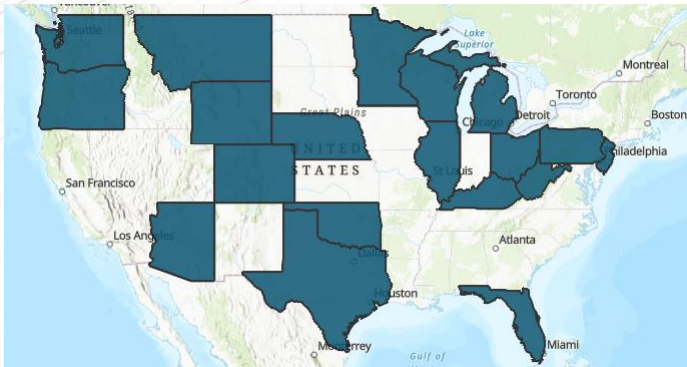 Vancouver
Seattle
Lake
Superior
Montreal
Toronto
Great Plains
Boston
Detroit
Chicago
UNITED
Philadelphia
St Louis
STATES
San Francisco
Los Angeles
Atlanta
Dallas
Houston
Monterrey
Miami
Gulf of